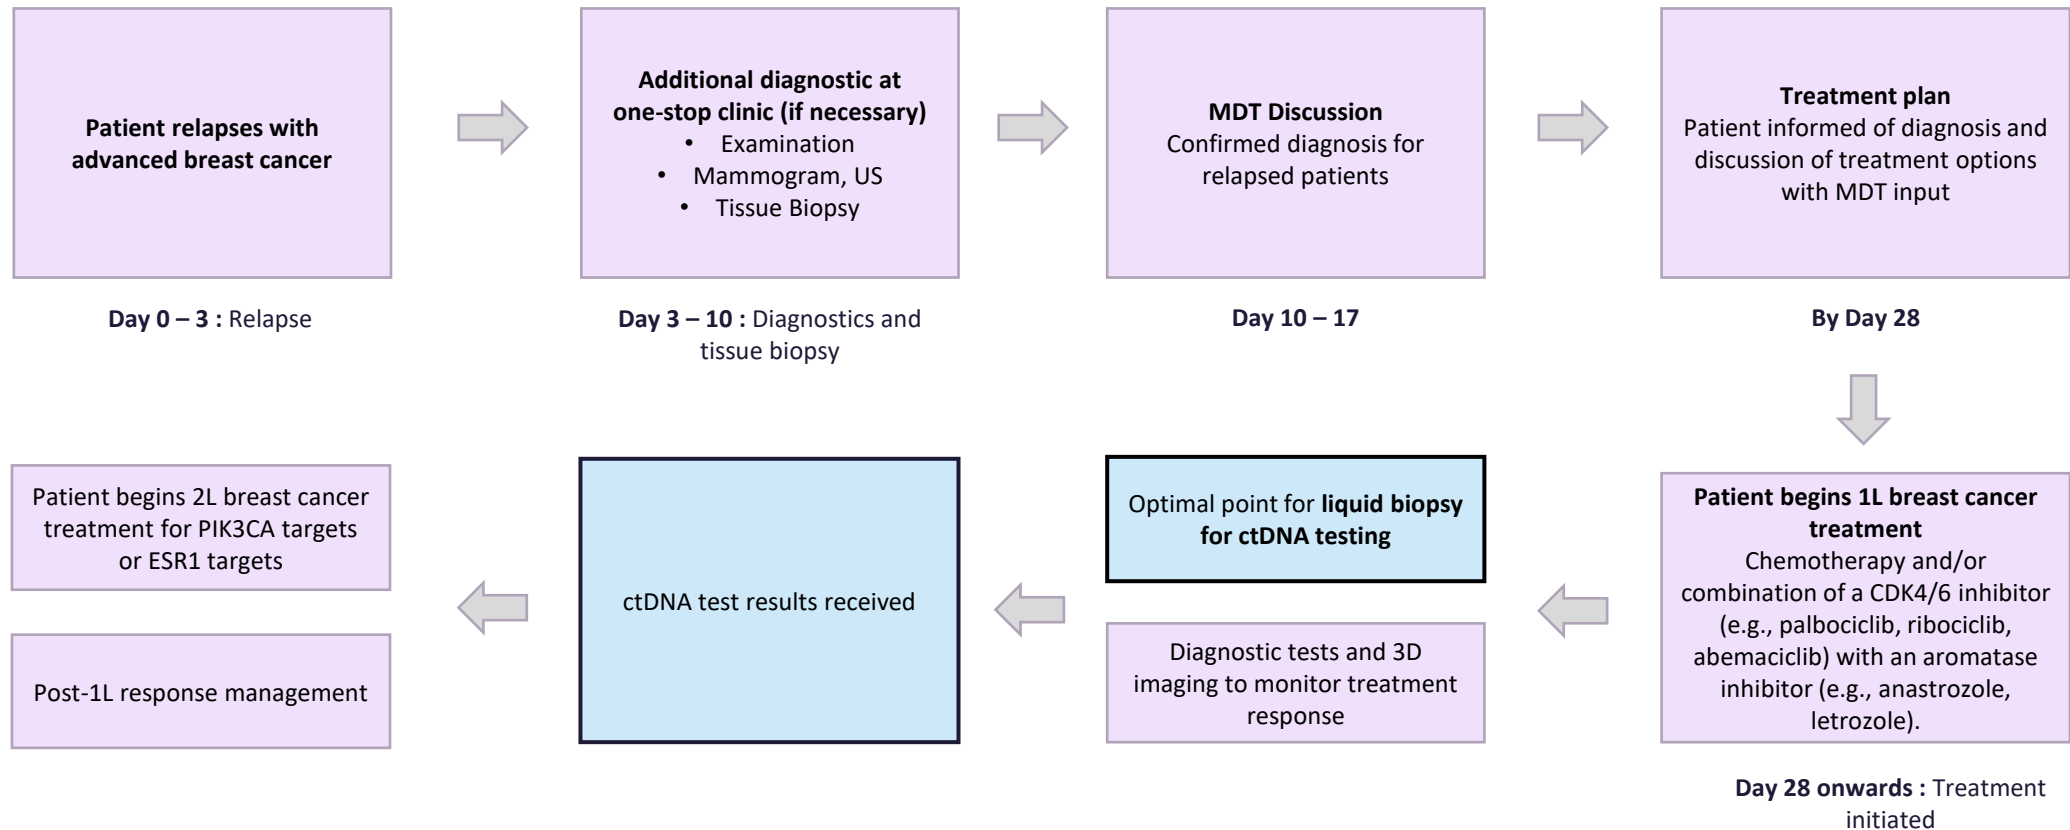 Patient relapses with
advanced breast cancer
Additional diagnostic at
one-stop clinic (if necessary)
• Examination
• Mammogram, US
• Tissue Biopsy
MDT Discussion
Confirmed diagnosis for
relapsed patients
Treatment plan
Patient informed of diagnosis and
discussion of treatment options
with MDT input
Day 0 – 3 : Relapse
Day 3 – 10 : Diagnostics and
tissue biopsy
Day 10 – 17
By Day 28
Patient begins 1L breast cancer
treatment
Chemotherapy and/or
combination of a CDK4/6 inhibitor
(e.g., palbociclib, ribociclib,
abemaciclib) with an aromatase
inhibitor (e.g., anastrozole,
letrozole).
Day 28 onwards : Treatment
initiated
Optimal point for liquid biopsy
for ctDNA testing
Diagnostic tests and 3D
imaging to monitor treatment
response
ctDNA test results received
Patient begins 2L breast cancer
treatment for PIK3CA targets
or ESR1 targets
Post-1L response management